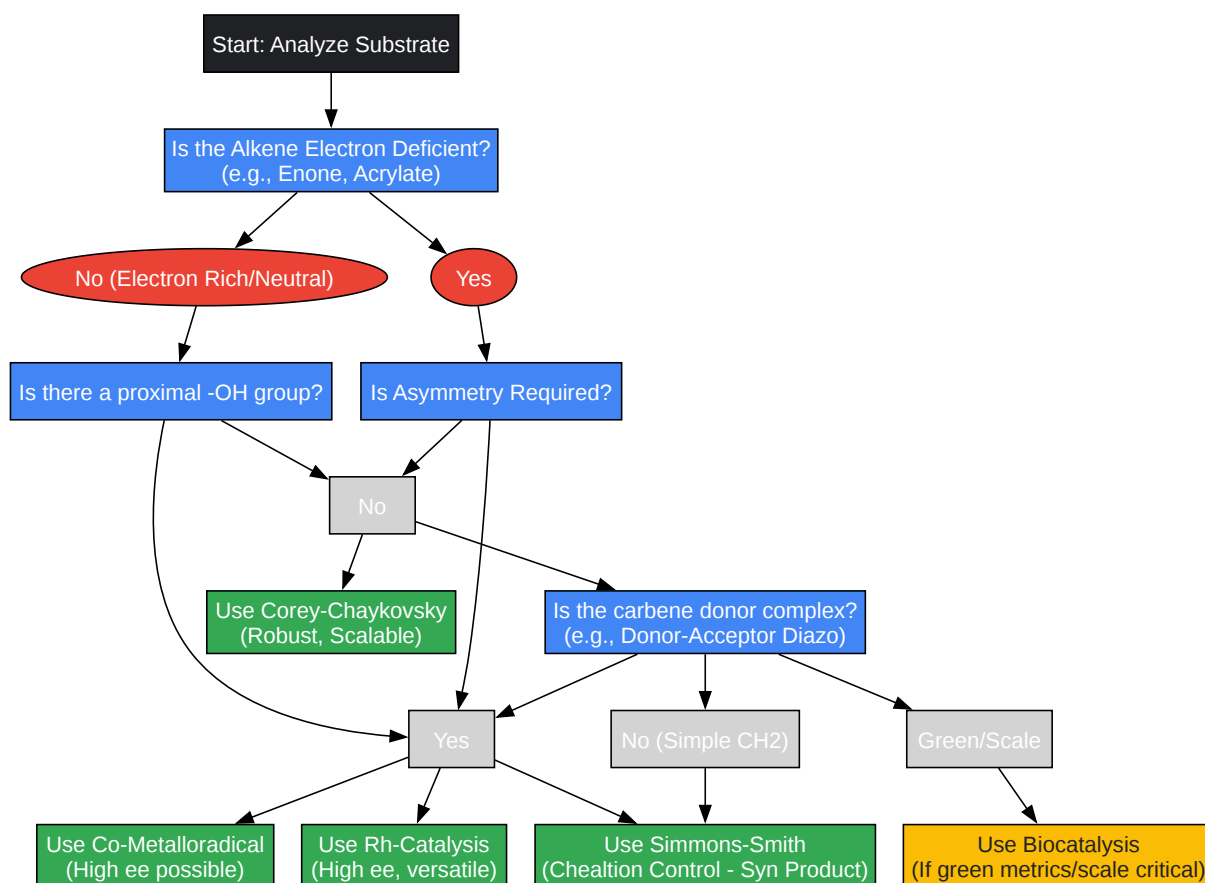 Start: Analyze Substrate
Is the Alkene Electron Deficient?
(e.g., Enone, Acrylate)
No (Electron Rich/Neutral)
Yes
Is there a proximal -OH group?
Is Asymmetry Required?
No
Use Corey-Chaykovsky
(Robust, Scalable)
Is the carbene donor complex?
(e.g., Donor-Acceptor Diazo)
Yes
No (Simple CH2)
Green/Scale
Use Co-Metalloradical
(High ee possible)
Use Rh-Catalysis
(High ee, versatile)
Use Simmons-Smith
(Chealtion Control - Syn Product)
Use Biocatalysis
(If green metrics/scale critical)